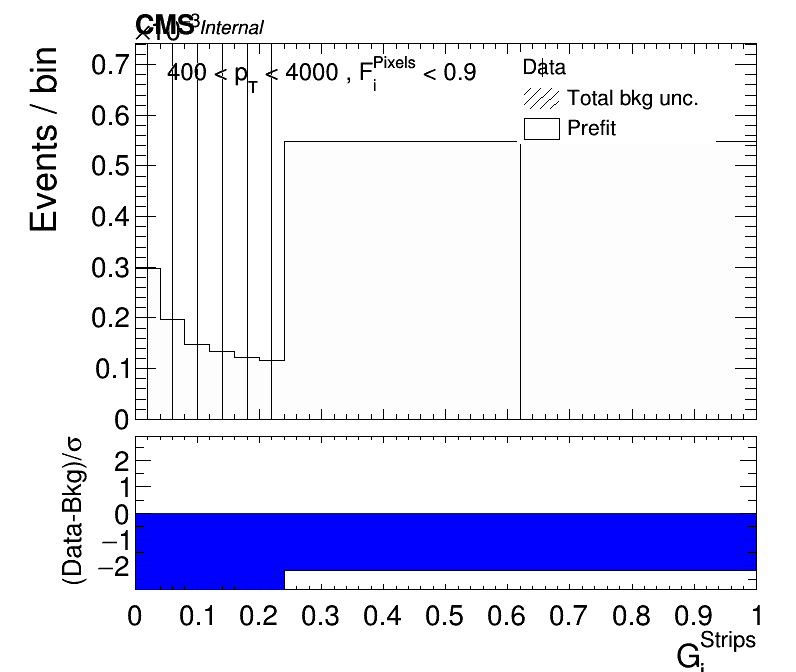 CMS Internal
×10^-3
400 < p_T < 4000 , F_i^Pixels < 0.9
Data
Total bkg unc.
Prefit
Events / bin
0.7
0.6
0.5
0.4
0.3
0.2
0.1
0
(Data-Bkg)/σ
2
1
0
−1
−2
0 0.1 0.2 0.3 0.4 0.5 0.6 0.7 0.8 0.9 1
G_i^Strips